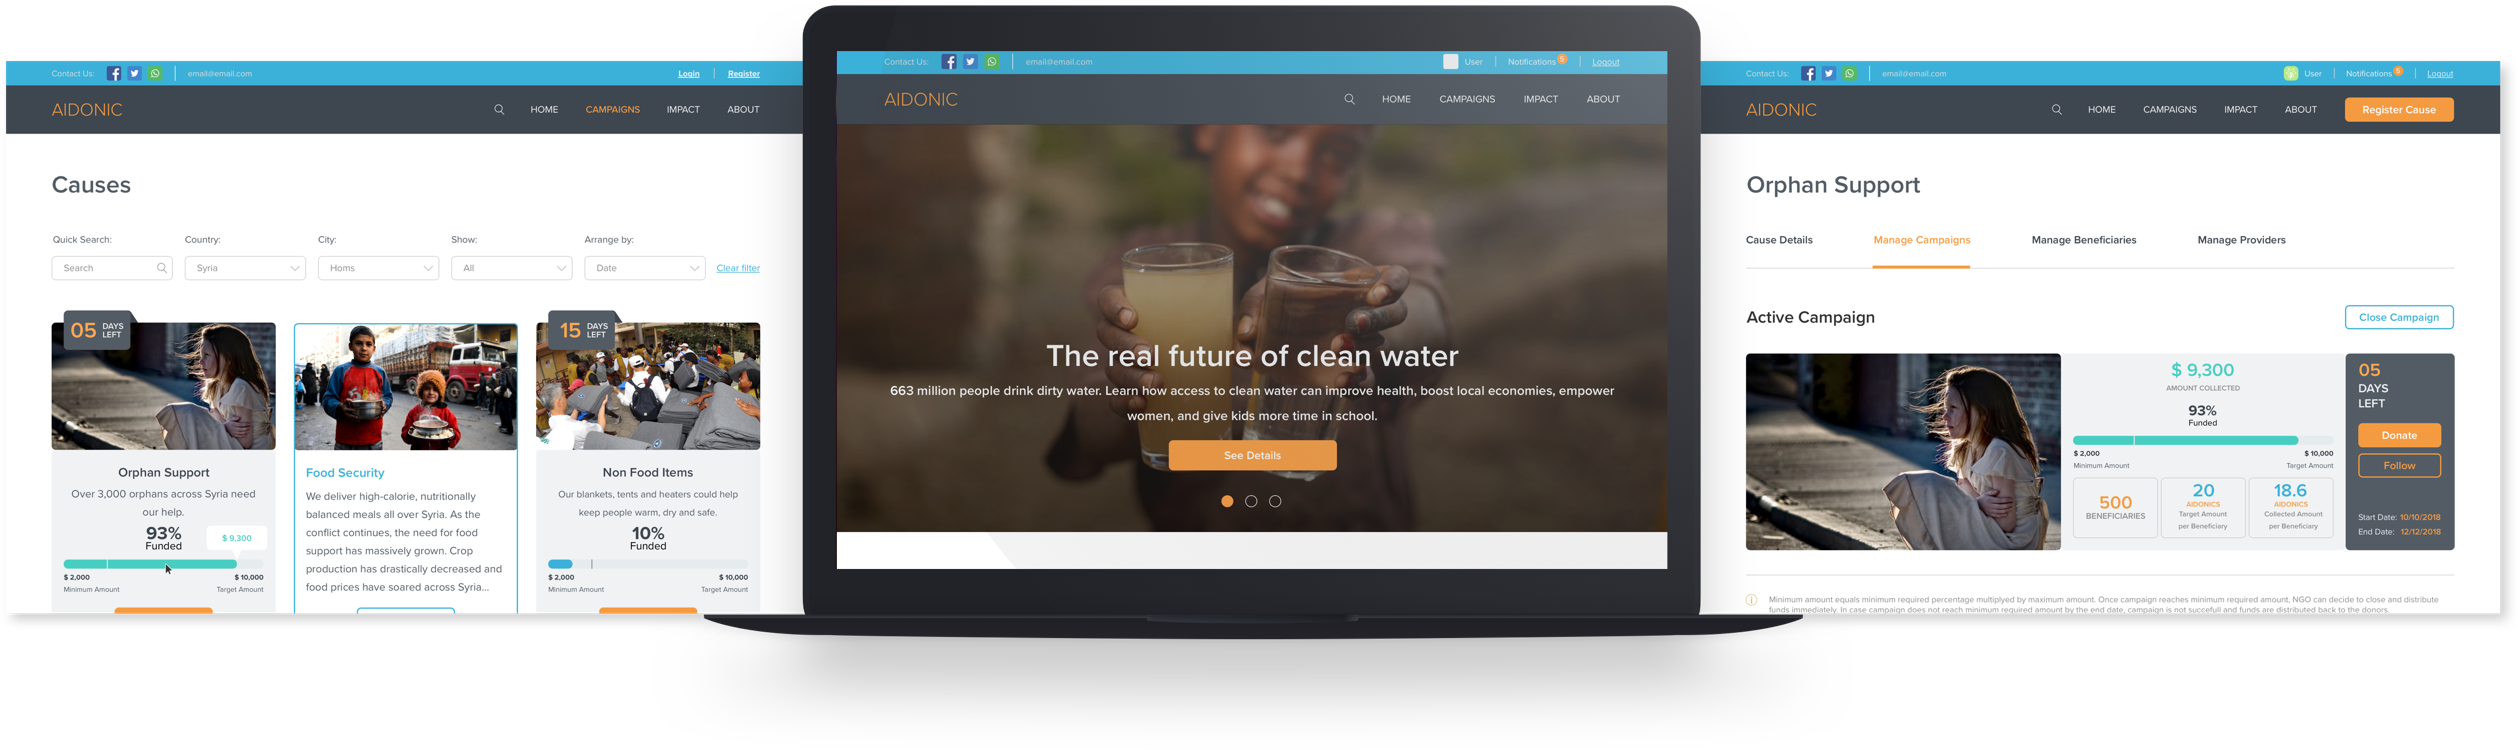 Contact Us:
email@email.com
Login
Register
AIDONIC
HOME
CAMPAIGNS
IMPACT
ABOUT
Causes
Quick Search:
Country:
City:
Show:
Arrange by:
Search
Syria
Homs
All
Date
Clear filter
05 DAYS
LEFT
15 DAYS
LEFT
Orphan Support
Over 3,000 orphans across Syria need
our help.
93%
Funded
$ 9,300
$ 2,000
$ 10,000
Minimum Amount
Target Amount
Food Security
We deliver high-calorie, nutritionally
balanced meals all over Syria. As the
conflict continues, the need for food
support has massively grown. Crop
production has drastically decreased and
food prices have soared across Syria...
Non Food Items
Our blankets, tents and heaters could help
keep people warm, dry and safe.
10%
Funded
$ 2,000
$ 10,000
Minimum Amount
Target Amount
Contact Us:
email@email.com
User
Notifications 5
Logout
AIDONIC
HOME
CAMPAIGNS
IMPACT
ABOUT
The real future of clean water
663 million people drink dirty water. Learn how access to clean water can improve health, boost local economies, empower
women, and give kids more time in school.
See Details
Contact Us:
email@email.com
User
Notifications 5
Logout
AIDONIC
HOME
CAMPAIGNS
IMPACT
ABOUT
Register Cause
Orphan Support
Cause Details
Manage Campaigns
Manage Beneficiaries
Manage Providers
Active Campaign
Close Campaign
$ 9,300
AMOUNT COLLECTED
93%
Funded
$ 2,000
$ 10,000
Minimum Amount
Target Amount
500
BENEFICIARIES
20
AIDONICS
Target Amount
per Beneficiary
18.6
AIDONICS
Collected Amount
per Beneficiary
05
DAYS
LEFT
Donate
Follow
Start Date: 10/10/2018
End Date: 12/12/2018
Minimum amount equals minimum required percentage multiplyed by maximum amount. Once campaign reaches minimum required amount, NGO can decide to close and distribute
funds immediately. In case campaign does not reach minimum required amount by the end date, campaign is not succefull and funds are distributed back to the donors.